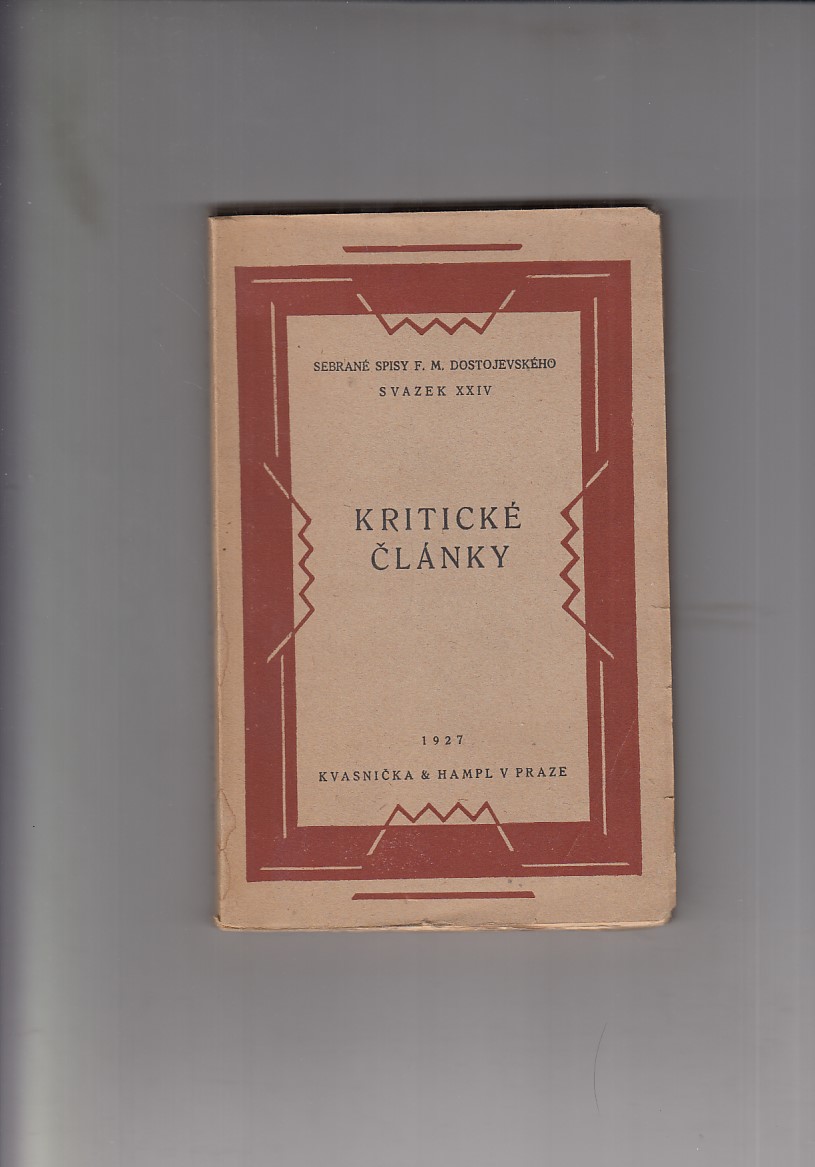 SEBRANÉ SPISY F. M. DOSTOJEVSKÉHO
SVAZEK XXIV
KRITICKÉ
ČLÁNKY
1927
KVASNIČKA & HAMPL V PRAZE